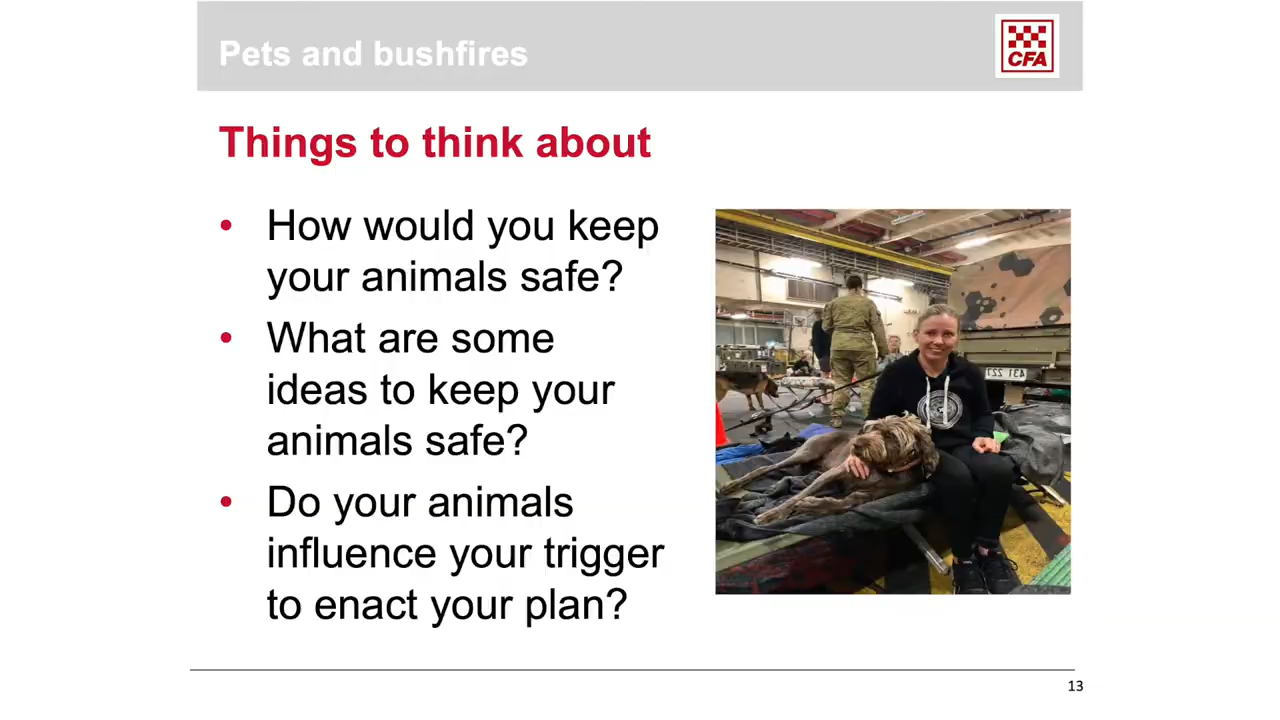 Pets and bushfires
CFA
Things to think about
• How would you keep
your animals safe?
• What are some
ideas to keep your
animals safe?
• Do your animals
influence your trigger
to enact your plan?
13